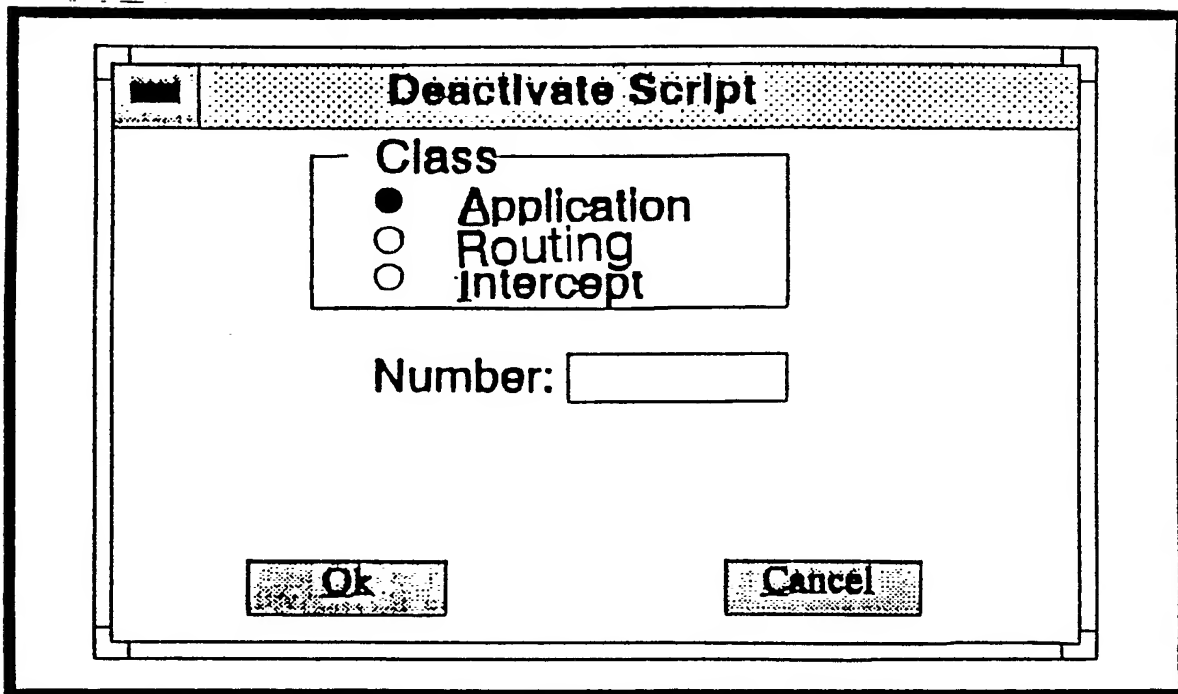 Deactivate Script
Class
Application
Routing
Intercept
Number:
Ok
Cancel